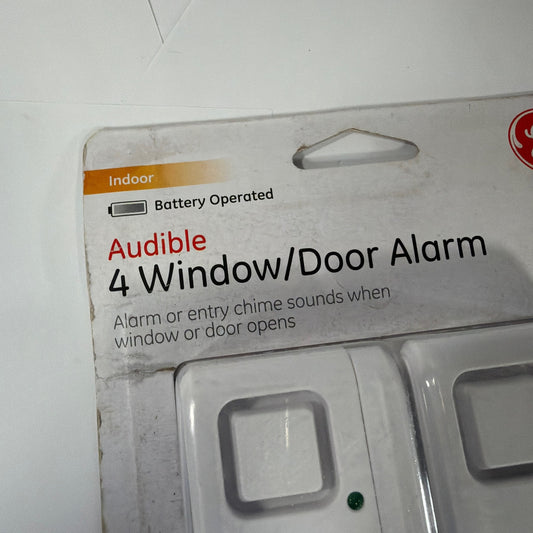 Indoor
Battery Operated
Audible
4 Window/Door Alarm
Alarm or entry chime sounds when
window or door opens